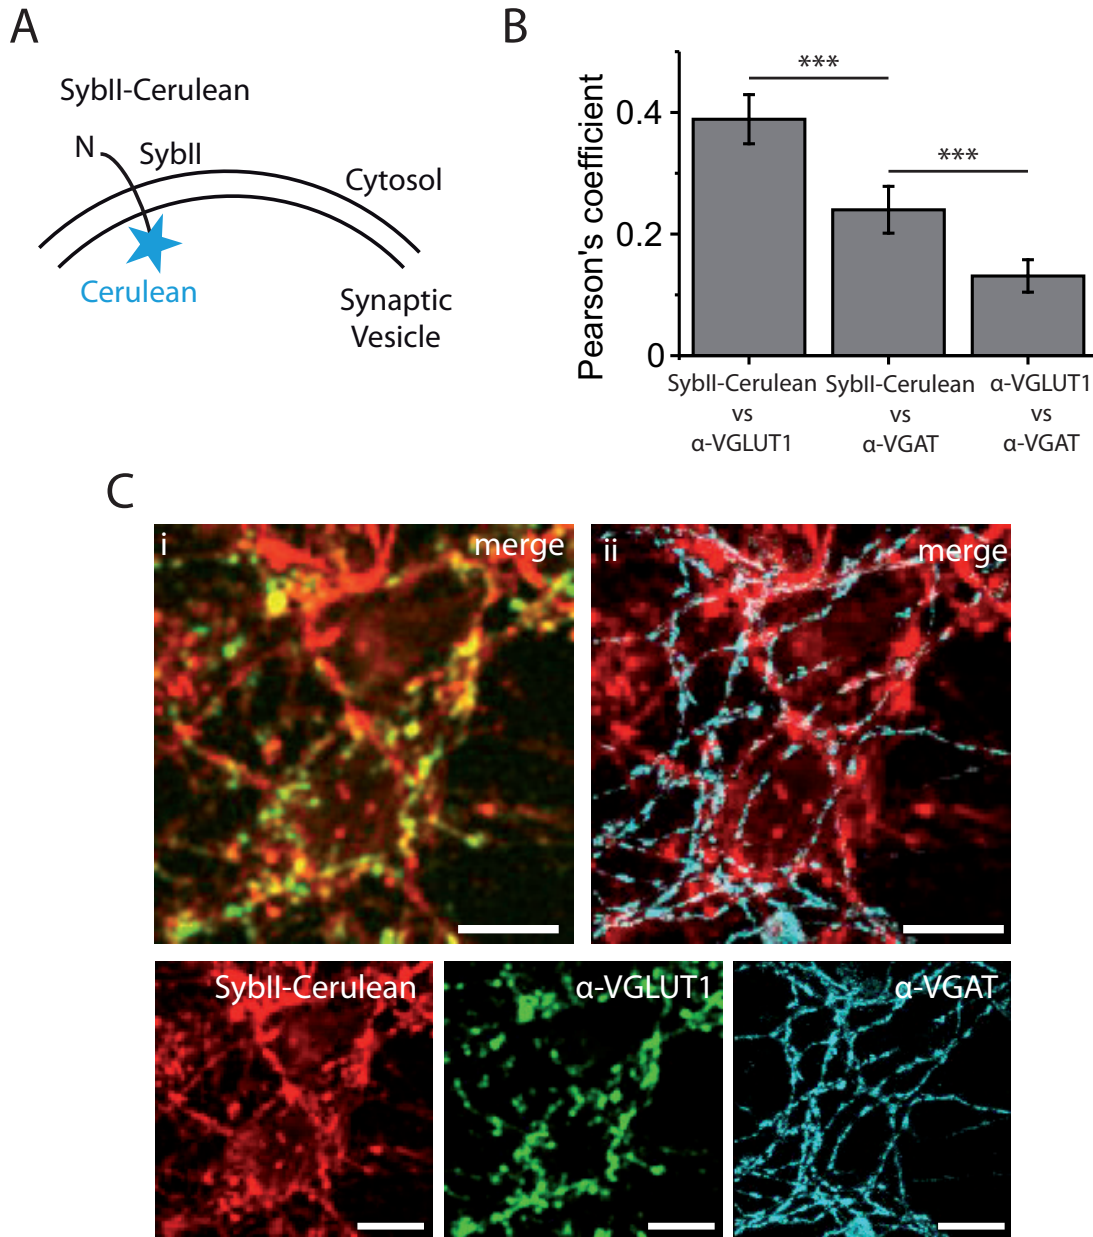 A
SybII-Cerulean
N
SybII
Cytosol
Cerulean
Synaptic
Vesicle
B
Pearson's coefficient
0.4
0.2
0
***
***
SybII-Cerulean
vs
α-VGLUT1
SybII-Cerulean
vs
α-VGAT
α-VGLUT1
vs
α-VGAT
C
i
merge
ii
merge
SybII-Cerulean
α-VGLUT1
α-VGAT